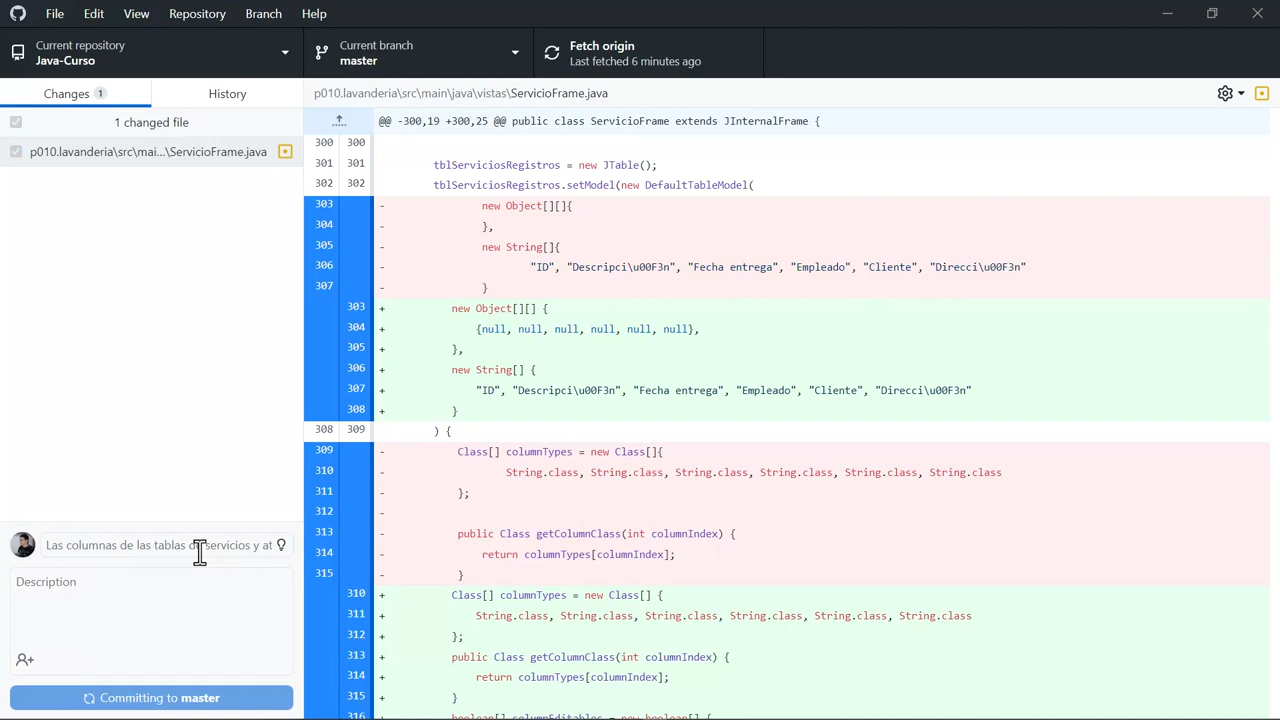 File Edit View Repository Branch Help
Current repository
Java-Curso
Current branch
master
Fetch origin
Last fetched 6 minutes ago
Changes 1
History
1 changed file
p010.lavanderia\src\mai...\ServicioFrame.java
p010.lavanderia\src\main\java\vistas\ServicioFrame.java
@@ -300,19 +300,25 @@ public class ServicioFrame extends JInternalFrame {
300 300
301 301 tblServiciosRegistros = new JTable();
302 302 tblServiciosRegistros.setModel(new DefaultTableModel(
303 - new Object[][]{
304 - },
305 - new String[]{
306 - "ID", "Descripci\u00F3n", "Fecha entrega", "Empleado", "Cliente", "Direcci\u00F3n"
307 - }
303 + new Object[][] {
304 + {null, null, null, null, null, null},
305 + },
306 + new String[] {
307 + "ID", "Descripci\u00F3n", "Fecha entrega", "Empleado", "Cliente", "Direcci\u00F3n"
308 + }
308 309 ) {
309 - Class[] columnTypes = new Class[]{
310 - String.class, String.class, String.class, String.class, String.class, String.class
311 - };
312 -
313 - public Class getColumnClass(int columnIndex) {
314 - return columnTypes[columnIndex];
315 - }
310 + Class[] columnTypes = new Class[] {
311 + String.class, String.class, String.class, String.class, String.class, String.class
312 + };
313 + public Class getColumnClass(int columnIndex) {
314 + return columnTypes[columnIndex];
315 + }
316 + boolean[] columnEditables = new boolean[] {
Las columnas de las tablas de servicios y at
Description
Committing to master